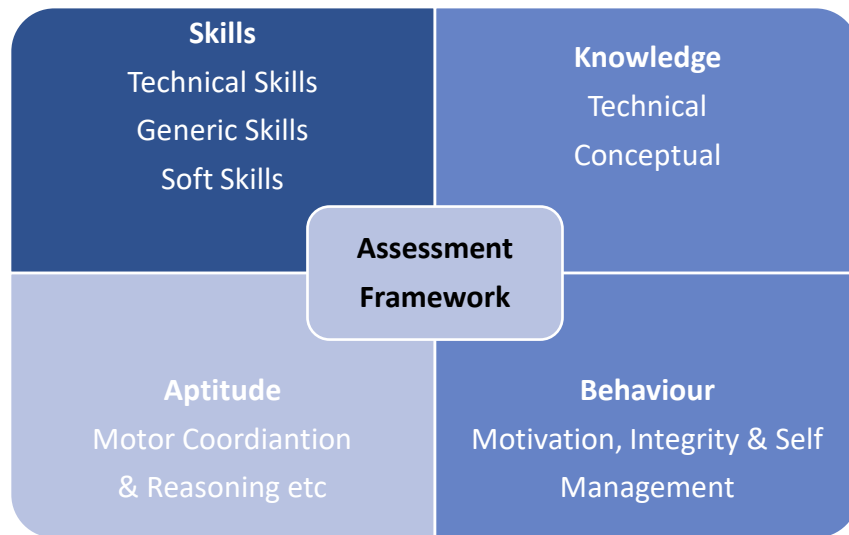 Skills
Technical Skills
Generic Skills
Soft Skills
Knowledge
Technical
Conceptual
Assessment
Framework
Aptitude
Motor Coordiantion
& Reasoning etc
Behaviour
Motivation, Integrity & Self
Management